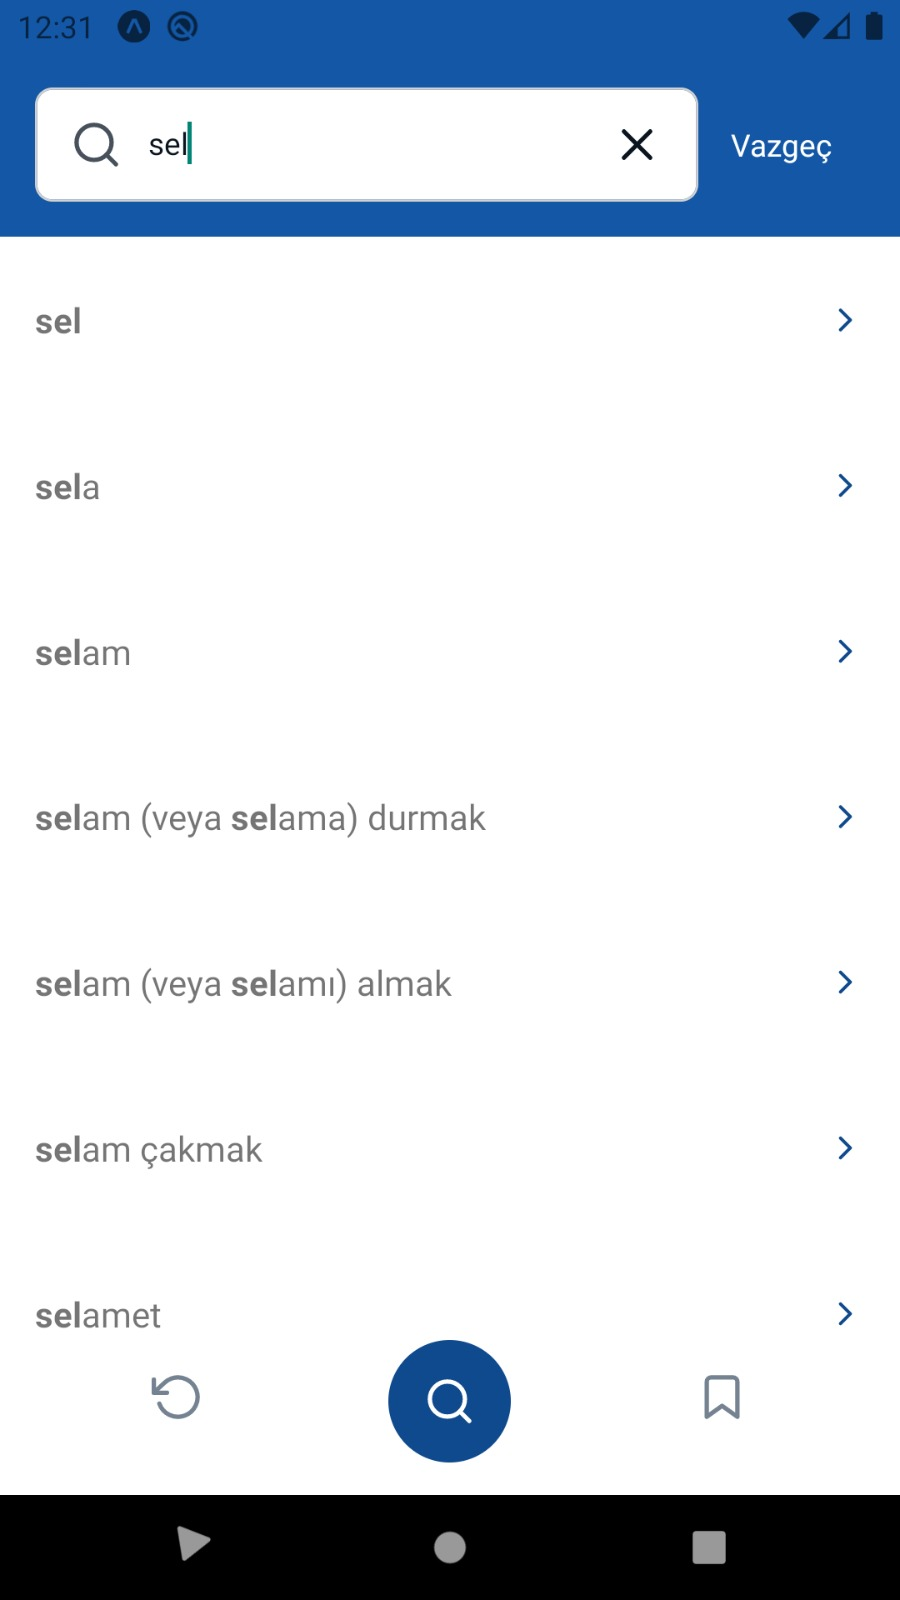 12:31
sel
Vazgeç
sel
sela
selam
selam (veya selama) durmak
selam (veya selamı) almak
selam çakmak
selamet